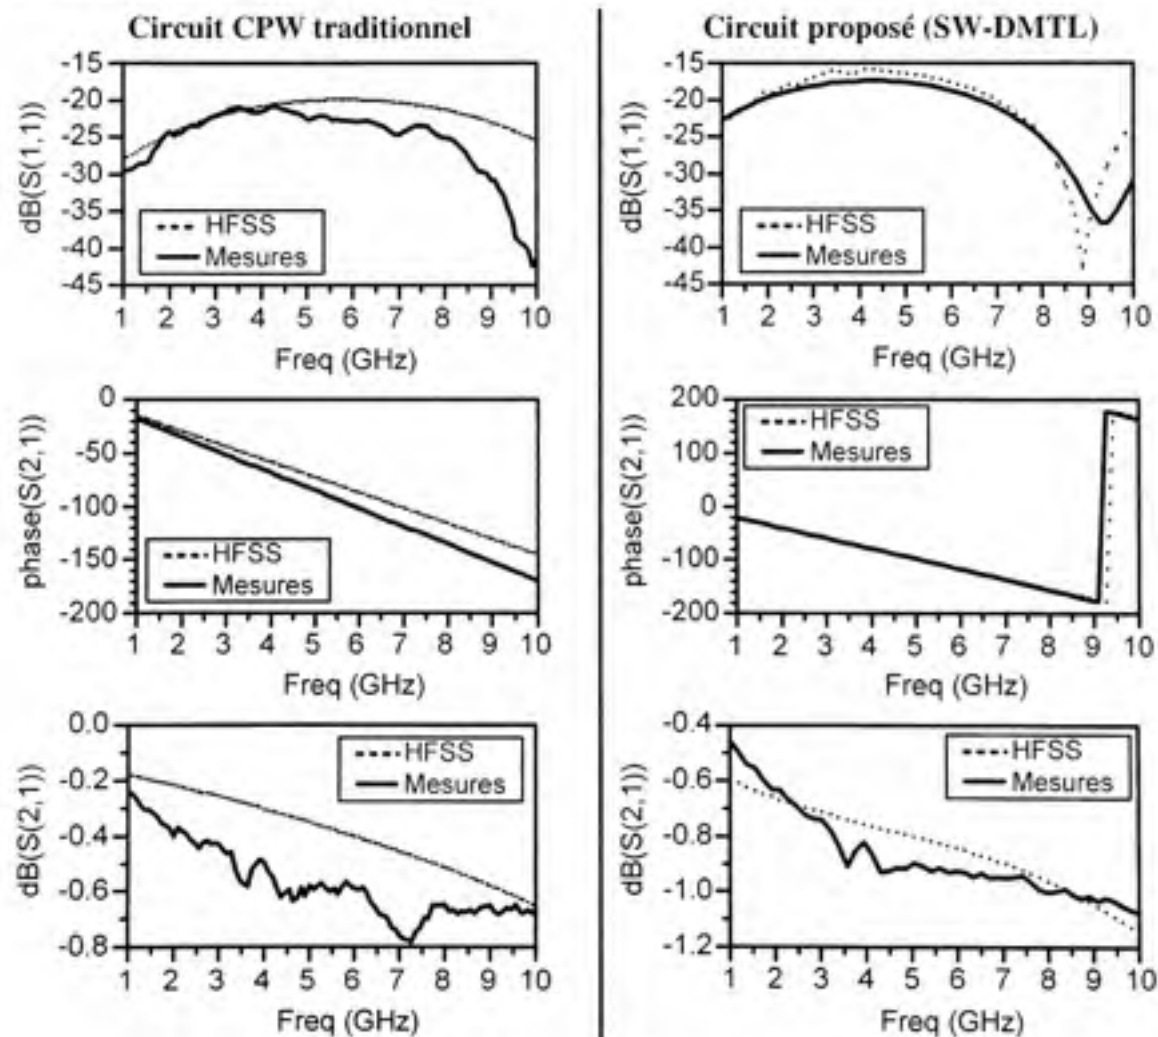 Circuit CPW traditionnel
Circuit proposé (SW-DMTL)
dB(S(1,1))
-15
-20
-25
-30
-35
-40
-45
HFSS
Mesures
1 2 3 4 5 6 7 8 9 10
Freq (GHz)
dB(S(1,1))
-15
-20
-25
-30
-35
-40
-45
HFSS
Mesures
1 2 3 4 5 6 7 8 9 10
Freq (GHz)
phase(S(2,1))
0
-50
-100
-150
-200
HFSS
Mesures
1 2 3 4 5 6 7 8 9 10
Freq (GHz)
phase(S(2,1))
200
100
0
-100
-200
HFSS
Mesures
1 2 3 4 5 6 7 8 9 10
Freq (GHz)
dB(S(2,1))
0.0
-0.2
-0.4
-0.6
-0.8
HFSS
Mesures
1 2 3 4 5 6 7 8 9 10
Freq (GHz)
dB(S(2,1))
-0.4
-0.6
-0.8
-1.0
-1.2
HFSS
Mesures
1 2 3 4 5 6 7 8 9 10
Freq (GHz)